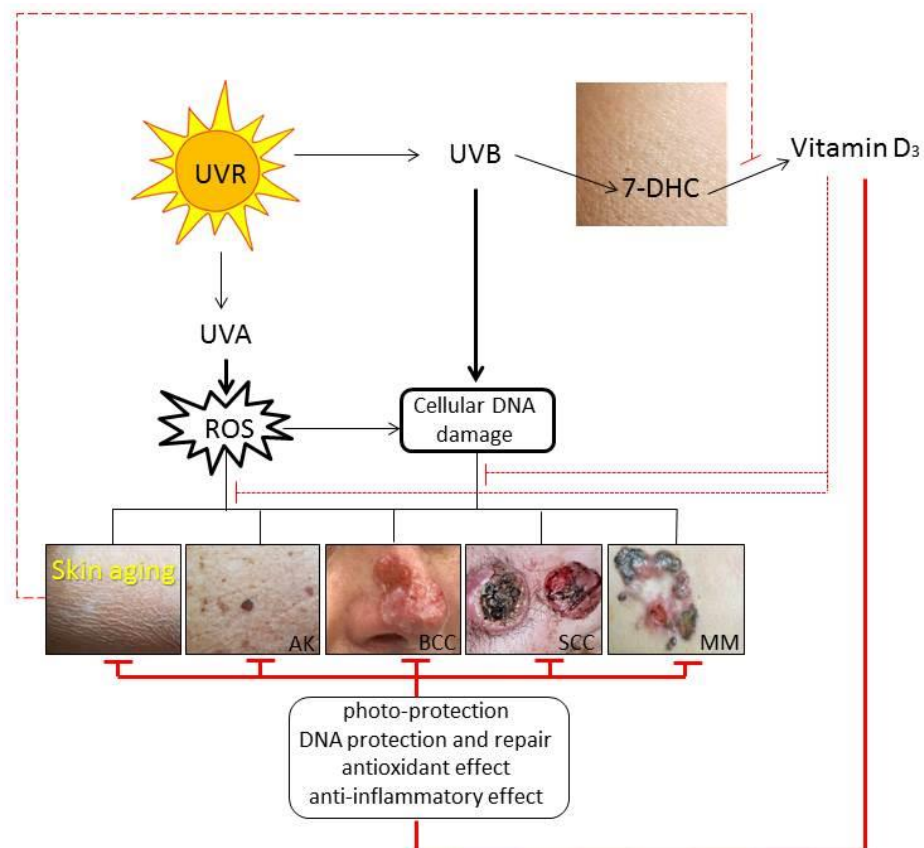 UVR
UVB
7-DHC
Vitamin D₃
UVA
ROS
Cellular DNA
damage
Skin aging
AK
BCC
SCC
MM
photo-protection
DNA protection and repair
antioxidant effect
anti-inflammatory effect